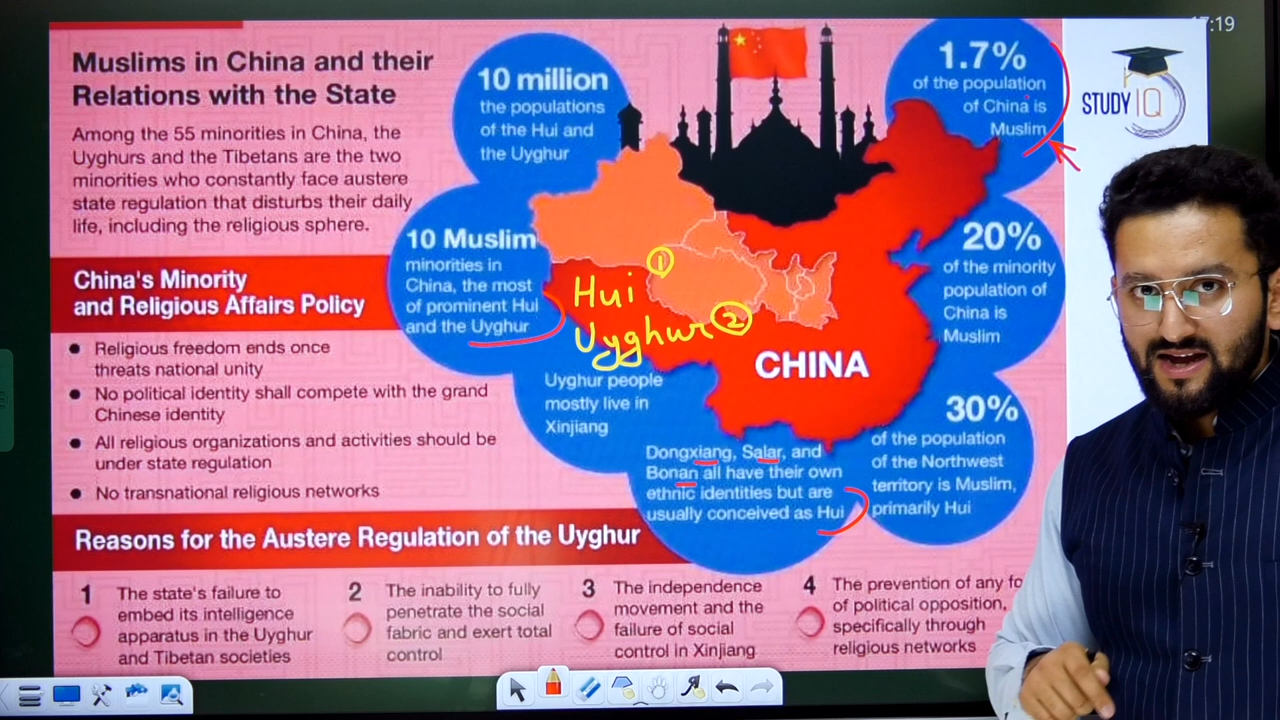 17:19
STUDY IQ
Muslims in China and their
Relations with the State
Among the 55 minorities in China, the
Uyghurs and the Tibetans are the two
minorities who constantly face austere
state regulation that disturbs their daily
life, including the religious sphere.
China's Minority
and Religious Affairs Policy
Religious freedom ends once
threats national unity
No political identity shall compete with the grand
Chinese identity
All religious organizations and activities should be
under state regulation
No transnational religious networks
10 million
the populations
of the Hui and
the Uyghur
10 Muslim
minorities in
China, the most
of prominent Hui
and the Uyghur
Hui 1
Uyghur 2
Uyghur people
mostly live in
Xinjiang
Dongxiang, Salar, and
Bonan all have their own
ethnic identities but are
usually conceived as Hui
CHINA
1.7%
of the population
of China is
Muslim
20%
of the minority
population of
China is
Muslim
30%
of the population
of the Northwest
territory is Muslim,
primarily Hui
Reasons for the Austere Regulation of the Uyghur
1
The state's failure to
embed its intelligence
apparatus in the Uyghur
and Tibetan societies
2
The inability to fully
penetrate the social
fabric and exert total
control
3
The independence
movement and the
failure of social
control in Xinjiang
4
The prevention of any fo
of political opposition,
specifically through
religious networks